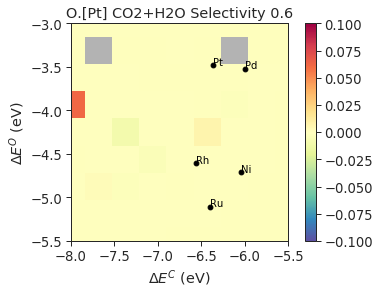 O.[Pt] CO2+H2O Selectivity 0.6
−3.0
−3.5
−4.0
−4.5
−5.0
−5.5
ΔE^O (eV)
Pt
Pd
Rh
Ni
Ru
−8.0 −7.5 −7.0 −6.5 −6.0 −5.5
ΔE^C (eV)
0.100
0.075
0.050
0.025
0.000
−0.025
−0.050
−0.075
−0.100